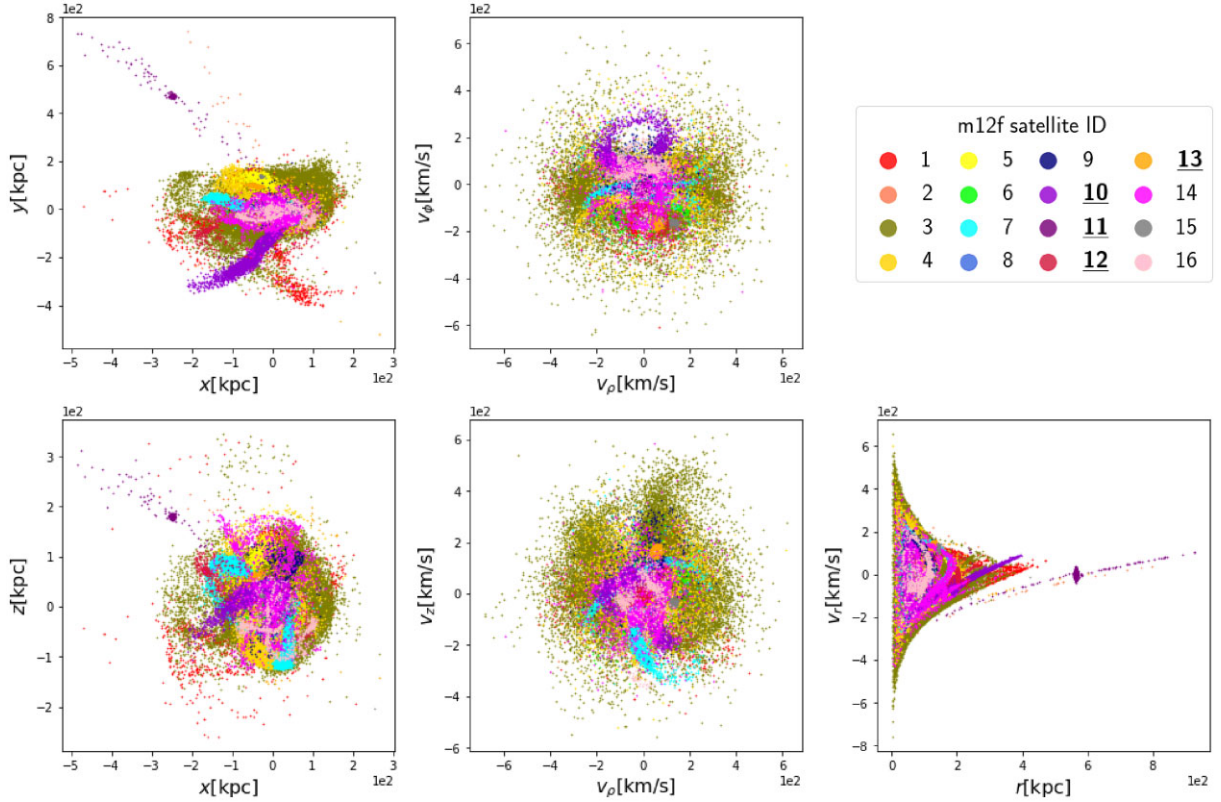 1e2
8
6
4
2
0
−2
−4
y[kpc]
−5 −4 −3 −2 −1 0 1 2 3
1e2
x[kpc]
1e2
6
4
2
0
−2
−4
−6
vϕ[km/s]
−6 −4 −2 0 2 4 6
1e2
vρ[km/s]
m12f satellite ID
1 5 9 13
2 6 10 14
3 7 11 15
4 8 12 16
1e2
3
2
1
0
−1
−2
z[kpc]
−5 −4 −3 −2 −1 0 1 2 3
1e2
x[kpc]
1e2
6
4
2
0
−2
−4
−6
vz[km/s]
−6 −4 −2 0 2 4 6
1e2
vρ[km/s]
1e2
8
6
4
2
0
−2
−4
−6
−8
vr[km/s]
0 2 4 6 8
1e2
r[kpc]